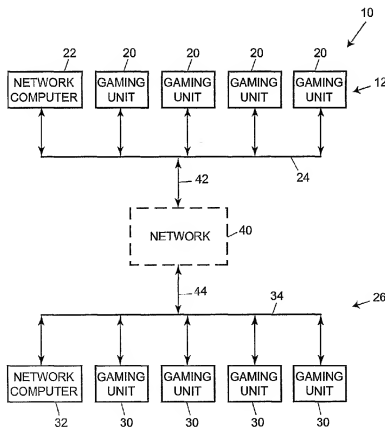 10
22 20 20 20 20
NETWORK COMPUTER GAMING UNIT GAMING UNIT GAMING UNIT GAMING UNIT
12
24
42
NETWORK
40
44
34
26
NETWORK COMPUTER GAMING UNIT GAMING UNIT GAMING UNIT GAMING UNIT
32 30 30 30 30